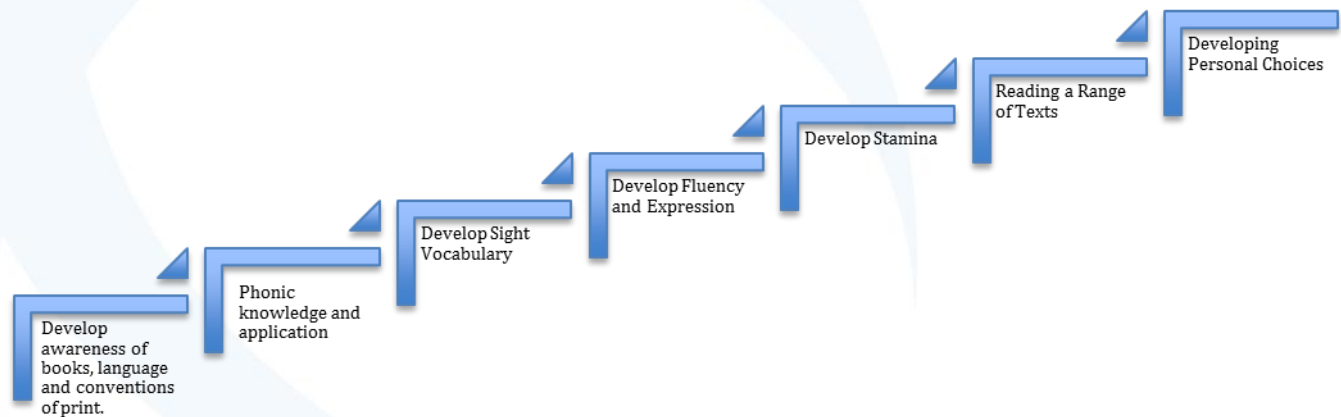 Develop
awareness of
books, language
and conventions
of print.
Phonic
knowledge and
application
Develop Sight
Vocabulary
Develop Fluency
and Expression
Develop Stamina
Reading a Range
of Texts
Developing
Personal Choices